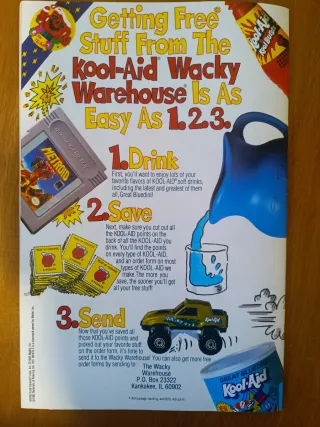 Getting Free*
Stuff From The
Kool-Aid® Wacky
Warehouse® Is As
Easy As 1.2.3.
1. Drink
First, you'll want to enjoy lots of your
favorite flavors of KOOL-AID® soft drinks,
including the latest and greatest of them
all, Great Bluedini!
METROID
2. Save
Next, make sure you cut out all
the KOOL-AID points on the
back of all the KOOL-AID you
drink. You'll find the points
on every type of KOOL-AID,
and an order form on most
types of KOOL-AID we
make. The more you
save, the sooner you'll get
all your free stuff!
3. Send
Now that you've saved all
those KOOL-AID points and
picked out your favorite stuff
on the order form, it's time to
send it to the Wacky Warehouse! You can also get more
free order forms by sending to
The Wacky
Warehouse
P.O. Box 23322
Kankakee, IL 60902
Kool-Aid
Kool-Aid
Kool-Aid